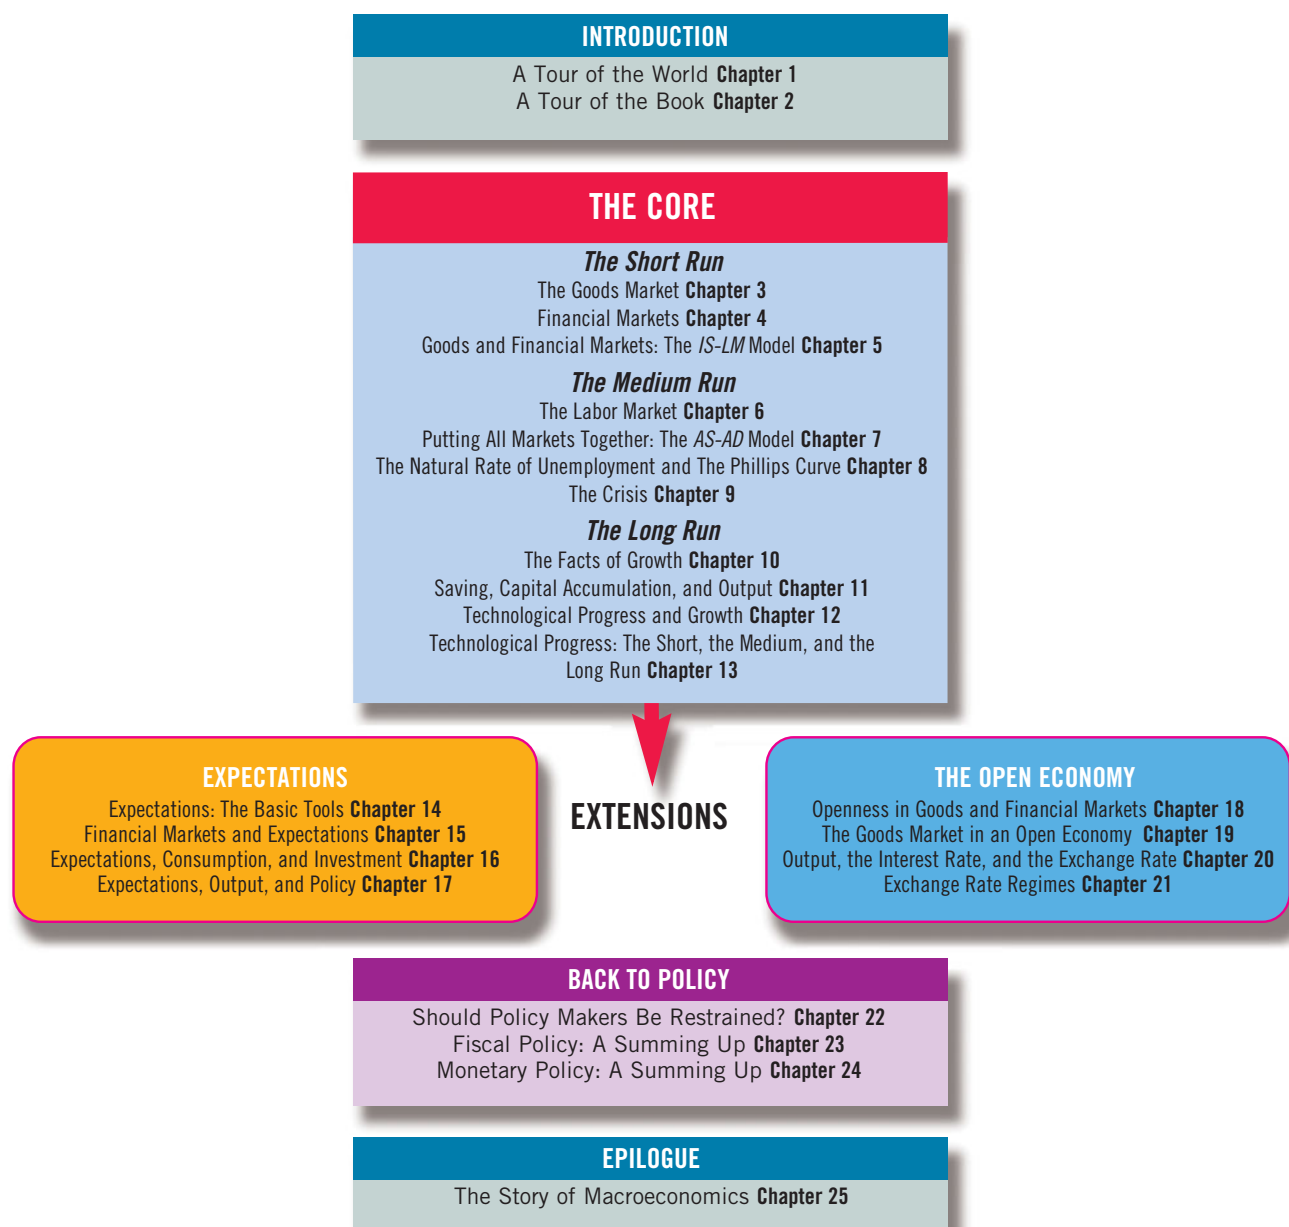 INTRODUCTION
A Tour of the World Chapter 1
A Tour of the Book Chapter 2
THE CORE
The Short Run
The Goods Market Chapter 3
Financial Markets Chapter 4
Goods and Financial Markets: The IS-LM Model Chapter 5
The Medium Run
The Labor Market Chapter 6
Putting All Markets Together: The AS-AD Model Chapter 7
The Natural Rate of Unemployment and The Phillips Curve Chapter 8
The Crisis Chapter 9
The Long Run
The Facts of Growth Chapter 10
Saving, Capital Accumulation, and Output Chapter 11
Technological Progress and Growth Chapter 12
Technological Progress: The Short, the Medium, and the
Long Run Chapter 13
EXPECTATIONS
Expectations: The Basic Tools Chapter 14
Financial Markets and Expectations Chapter 15
Expectations, Consumption, and Investment Chapter 16
Expectations, Output, and Policy Chapter 17
EXTENSIONS
THE OPEN ECONOMY
Openness in Goods and Financial Markets Chapter 18
The Goods Market in an Open Economy Chapter 19
Output, the Interest Rate, and the Exchange Rate Chapter 20
Exchange Rate Regimes Chapter 21
BACK TO POLICY
Should Policy Makers Be Restrained? Chapter 22
Fiscal Policy: A Summing Up Chapter 23
Monetary Policy: A Summing Up Chapter 24
EPILOGUE
The Story of Macroeconomics Chapter 25